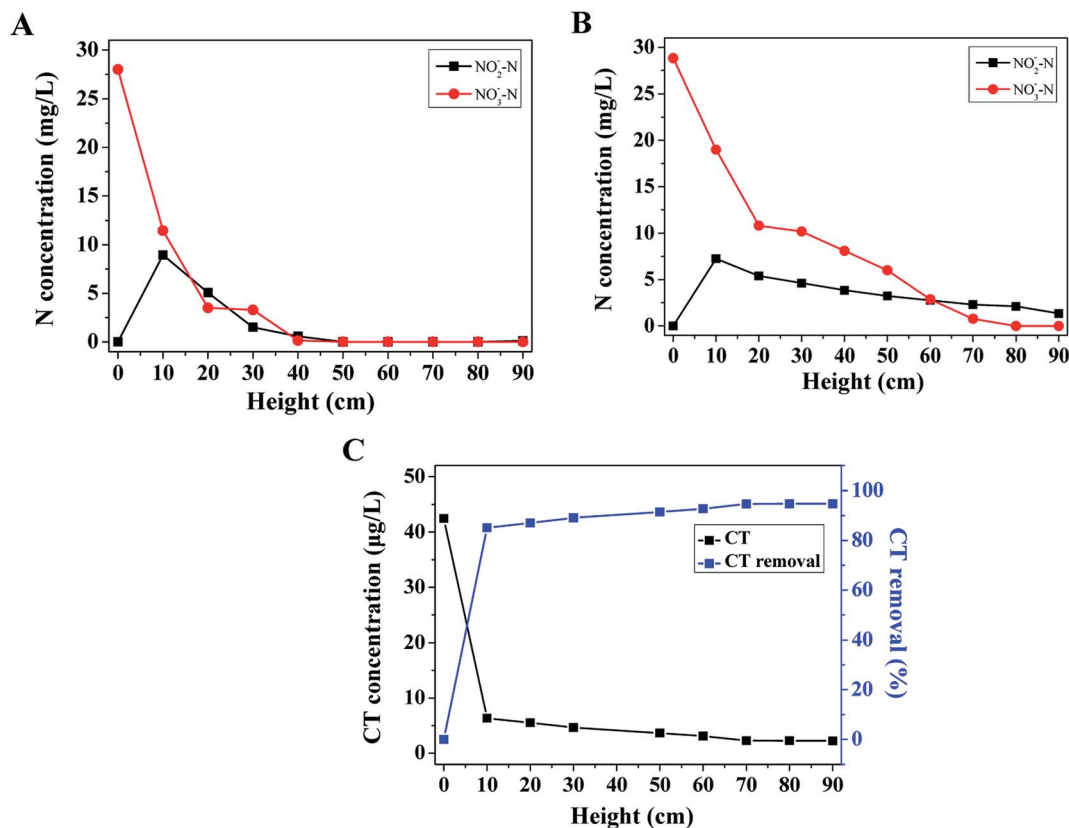 A
N concentration (mg/L)
30
25
20
15
10
5
0
NO₂⁻-N
NO₃⁻-N
0 10 20 30 40 50 60 70 80 90
Height (cm)
B
N concentration (mg/L)
30
25
20
15
10
5
0
NO₂⁻-N
NO₃⁻-N
0 10 20 30 40 50 60 70 80 90
Height (cm)
C
CT concentration (µg/L)
50
40
30
20
10
0
CT
CT removal
100
80
60
40
20
0
CT removal (%)
0 10 20 30 40 50 60 70 80 90
Height (cm)